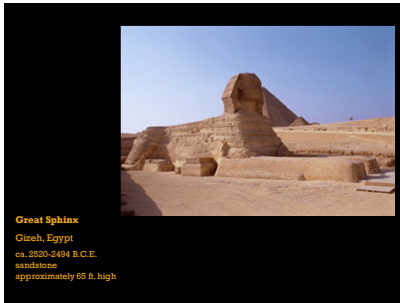 Great Sphinx
Gizeh, Egypt
ca. 2520-2494 B.C.E.
sandstone
approximately 65 ft. high